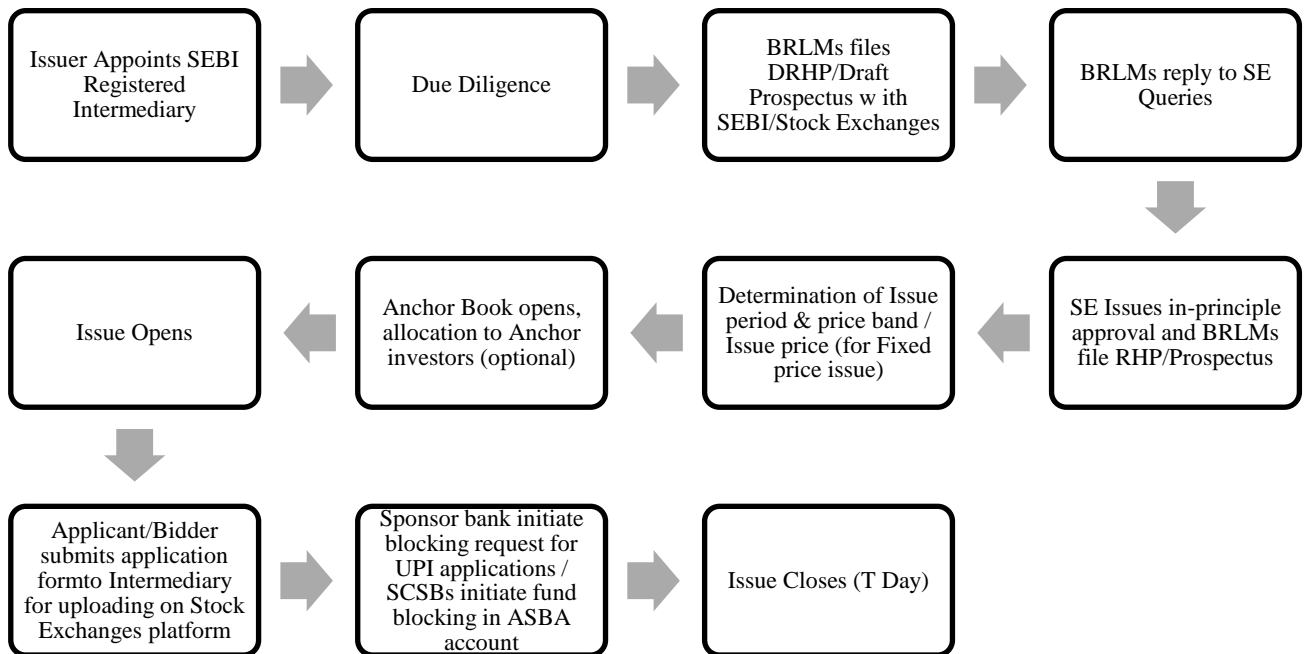 Issuer Appoints SEBI
Registered
Intermediary
Due Diligence
BRLMs files
DRHP/Draft
Prospectus w ith
SEBI/Stock Exchanges
BRLMs reply to SE
Queries
SE Issues in-principle
approval and BRLMs
file RHP/Prospectus
Determination of Issue
period & price band /
Issue price (for Fixed
price issue)
Anchor Book opens,
allocation to Anchor
investors (optional)
Issue Opens
Applicant/Bidder
submits application
formto Intermediary
for uploading on Stock
Exchanges platform
Sponsor bank initiate
blocking request for
UPI applications /
SCSBs initiate fund
blocking in ASBA
account
Issue Closes (T Day)